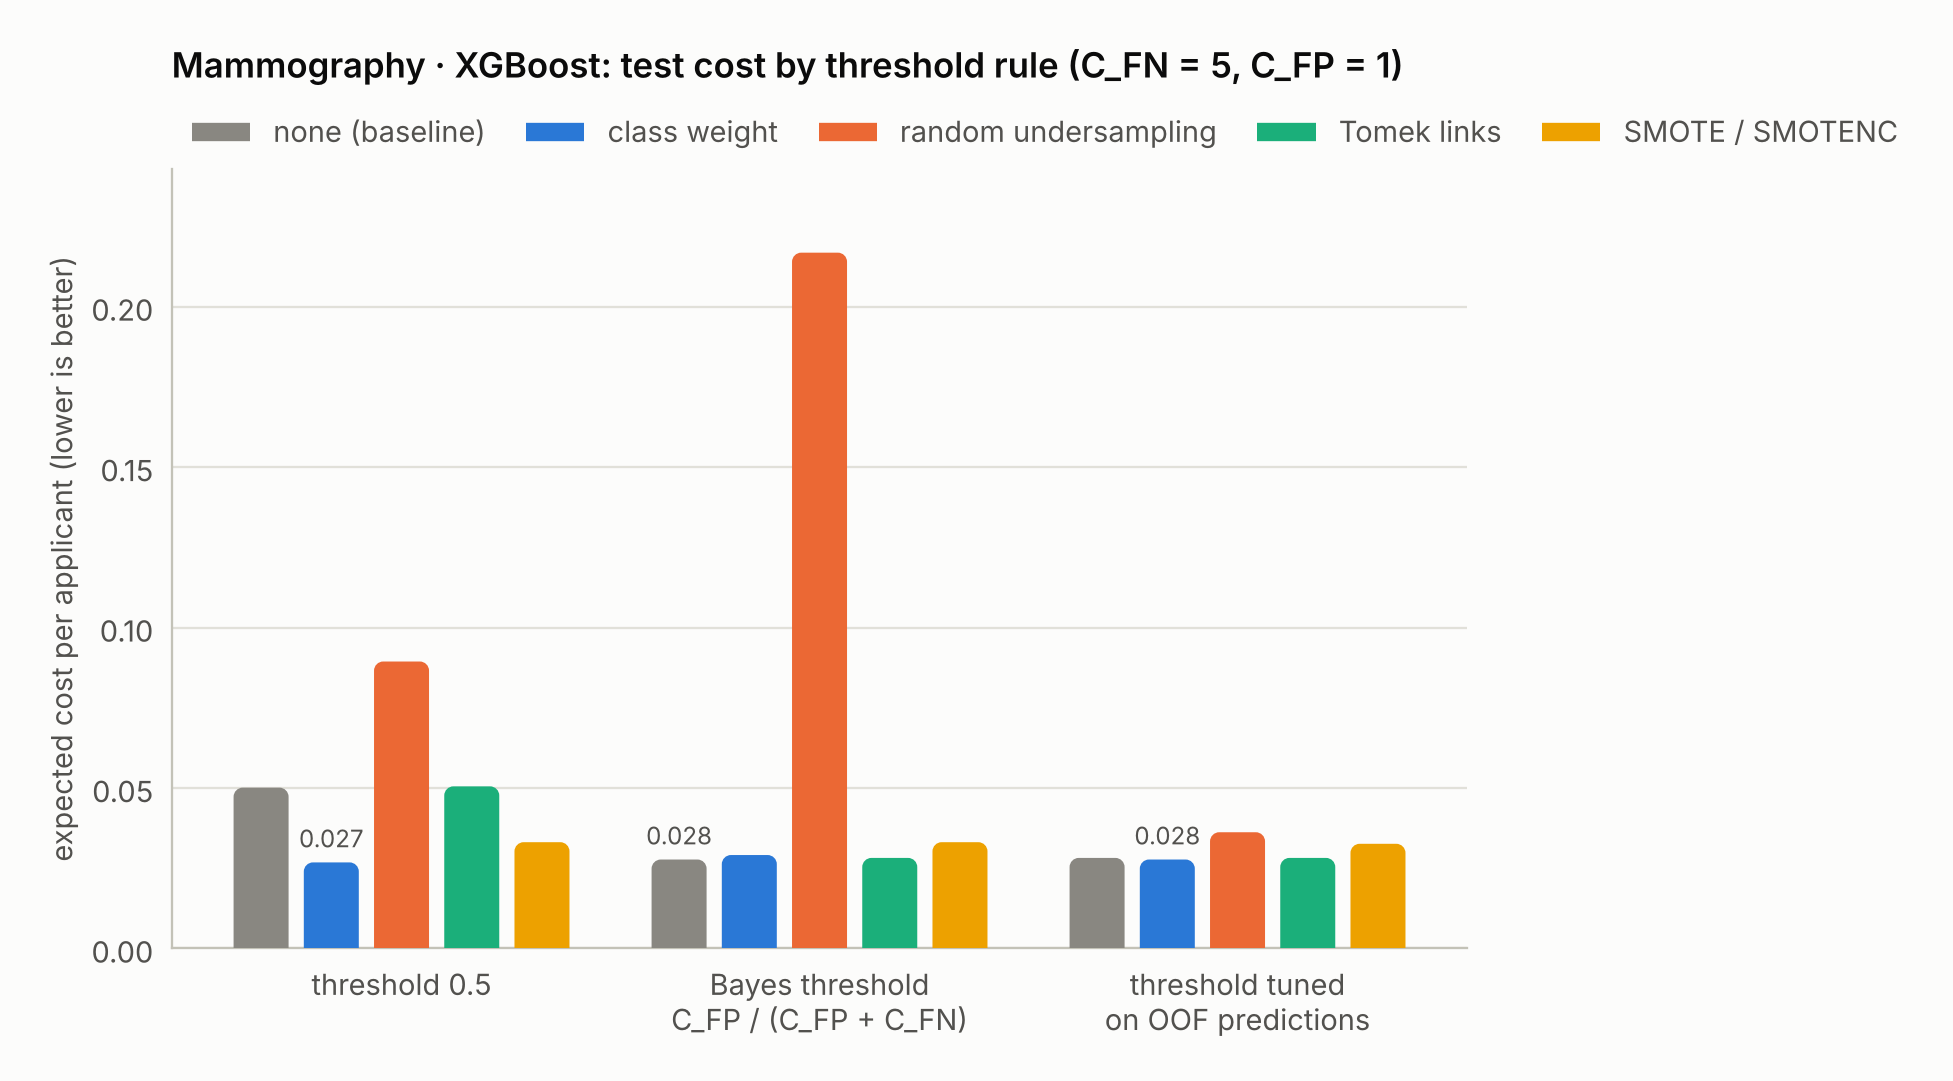 Mammography · XGBoost: test cost by threshold rule (C_FN = 5, C_FP = 1)
none (baseline) class weight random undersampling Tomek links SMOTE / SMOTENC
expected cost per applicant (lower is better)
0.20
0.15
0.10
0.05
0.00
0.027
0.028
0.028
threshold 0.5
Bayes threshold
C_FP / (C_FP + C_FN)
threshold tuned
on OOF predictions